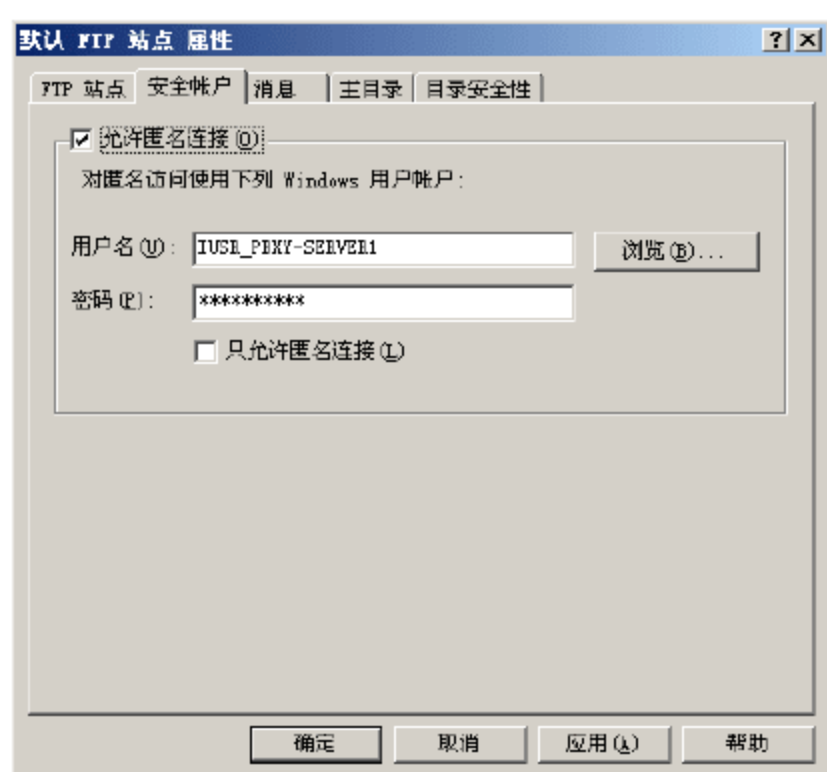 默认 FTP 站点 属性
FTP 站点 安全帐户 消息 主目录 目录安全性
允许匿名连接(O)
对匿名访问使用下列 Windows 用户帐户:
用户名(U): IUSR_PBXY-SERVER1 浏览(B)...
密码(P): **********
只允许匿名连接(L)
确定 取消 应用(A) 帮助